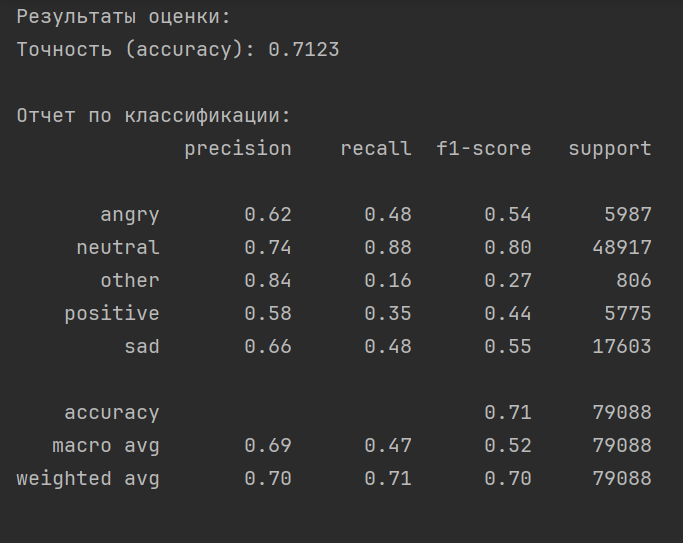 Результаты оценки:
Точность (accuracy): 0.7123
Отчет по классификации:
precision recall f1-score support
angry 0.62 0.48 0.54 5987
neutral 0.74 0.88 0.80 48917
other 0.84 0.16 0.27 806
positive 0.58 0.35 0.44 5775
sad 0.66 0.48 0.55 17603
accuracy 0.71 79088
macro avg 0.69 0.47 0.52 79088
weighted avg 0.70 0.71 0.70 79088